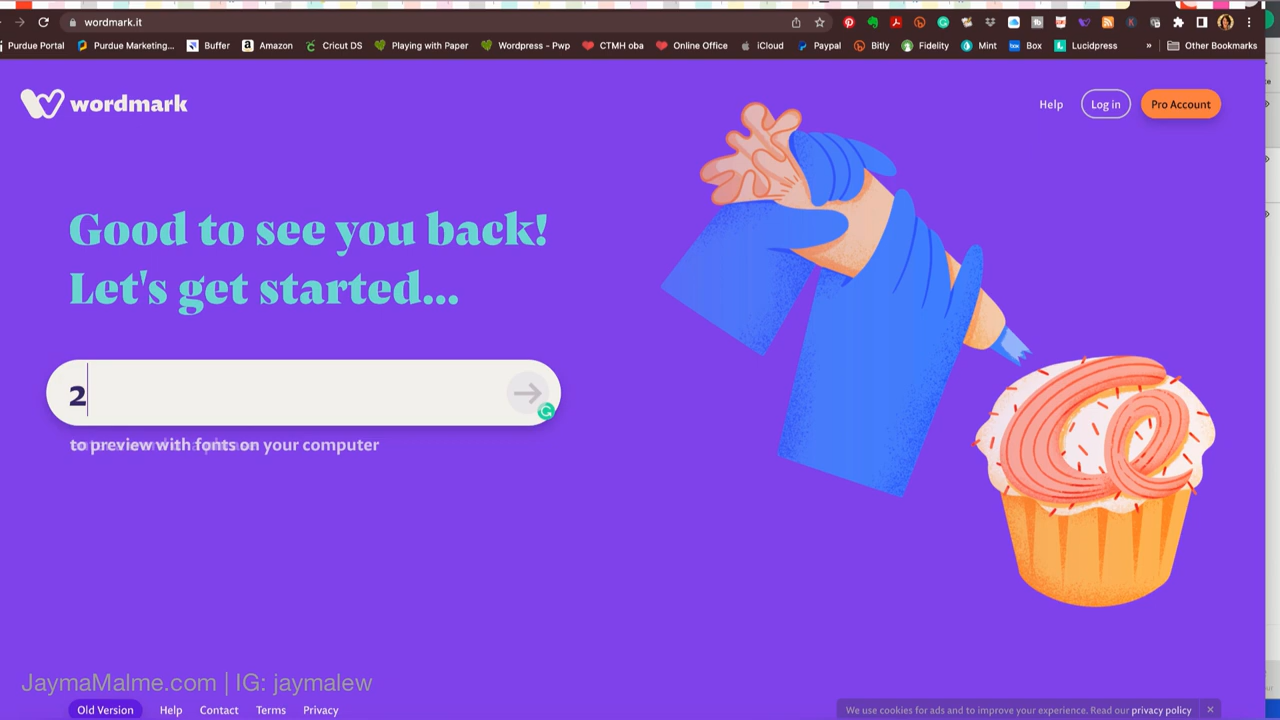 wordmark.it
Purdue Portal
Purdue Marketing...
Buffer
Amazon
Cricut DS
Playing with Paper
Wordpress - Pwp
CTMH oba
Online Office
iCloud
Paypal
Bitly
Fidelity
Mint
Box
Lucidpress
»
Other Bookmarks
wordmark
Help
Log in
Pro Account
Good to see you back!
Let's get started...
2
to preview with fonts on your computer
JaymaMalme.com | IG: jaymalew
Old Version
Help
Contact
Terms
Privacy
We use cookies for ads and to improve your experience. Read our privacy policy